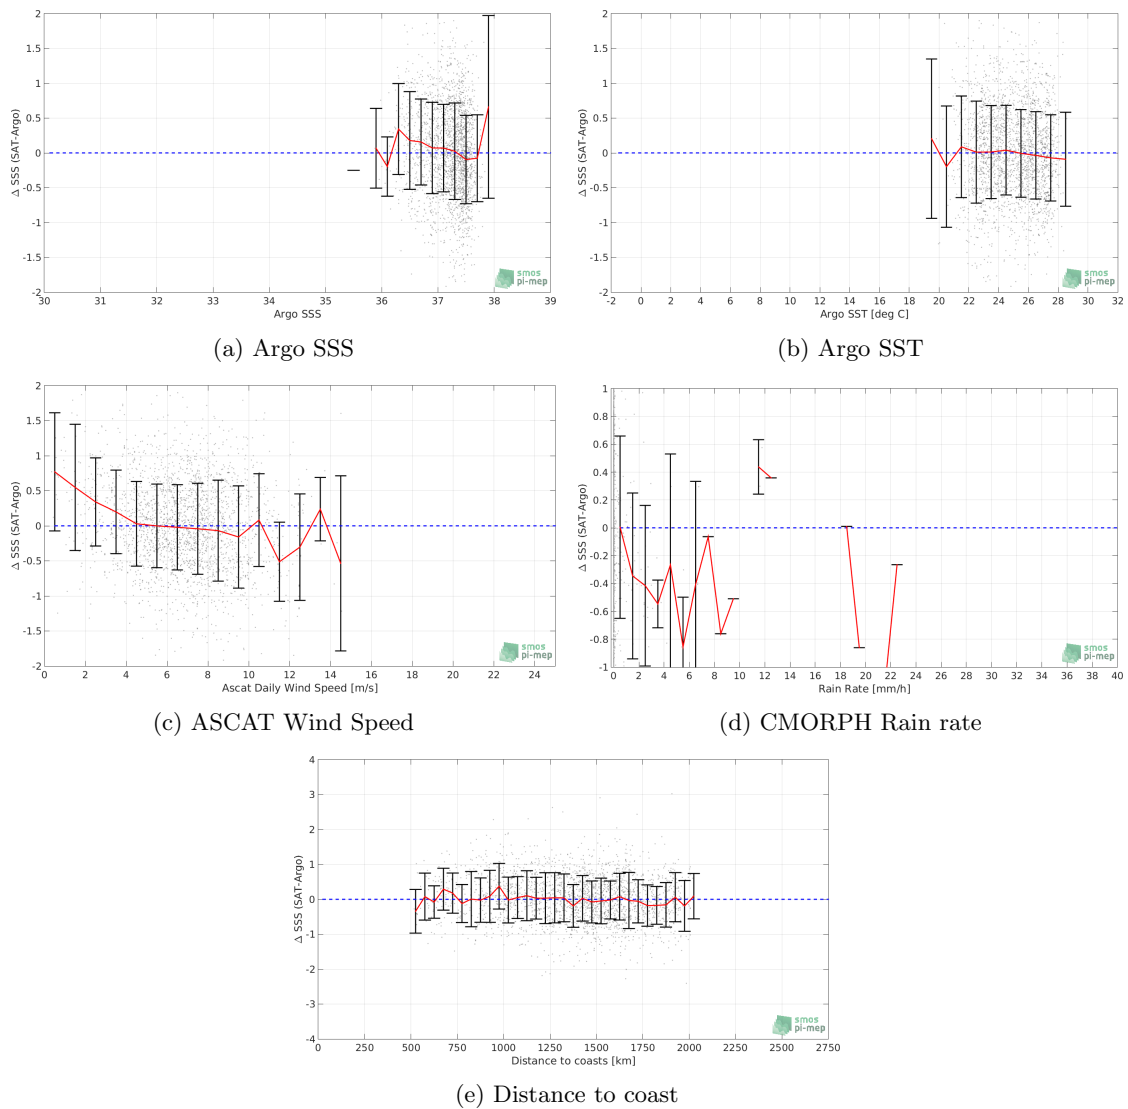 2
1.5
1
0.5
0
-0.5
-1
-1.5
-2
30 31 32 33 34 35 36 37 38 39
Δ SSS (SAT-Argo)
Argo SSS
smos
pi-mep
(a) Argo SSS
2
1.5
1
0.5
0
-0.5
-1
-1.5
-2
-2 0 2 4 6 8 10 12 14 16 18 20 22 24 26 28 30 32
Δ SSS (SAT-Argo)
Argo SST [deg C]
smos
pi-mep
(b) Argo SST
2
1.5
1
0.5
0
-0.5
-1
-1.5
-2
0 2 4 6 8 10 12 14 16 18 20 22 24
Δ SSS (SAT-Argo)
Ascat Daily Wind Speed [m/s]
smos
pi-mep
(c) ASCAT Wind Speed
1
0.8
0.6
0.4
0.2
0
-0.2
-0.4
-0.6
-0.8
-1
0 2 4 6 8 10 12 14 16 18 20 22 24 26 28 30 32 34 36 38 40
Δ SSS (SAT-Argo)
Rain Rate [mm/h]
smos
pi-mep
(d) CMORPH Rain rate
4
3
2
1
0
-1
-2
-3
-4
0 250 500 750 1000 1250 1500 1750 2000 2250 2500 2750
Δ SSS (SAT-Argo)
Distance to coasts [km]
smos
pi-mep
(e) Distance to coast